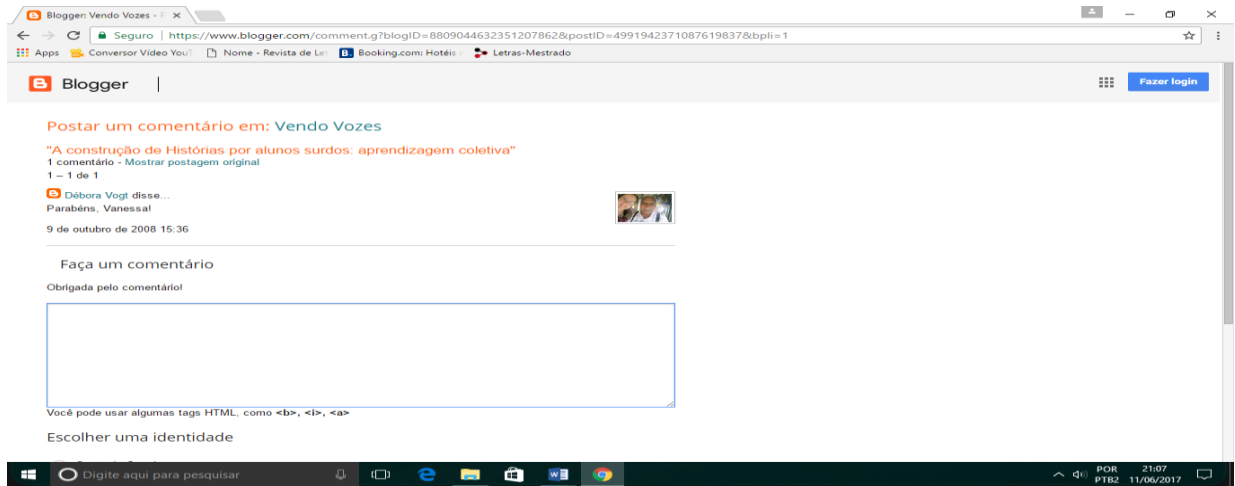 Blogger: Vendo Vozes - P
Seguro | https://www.blogger.com/comment.g?blogID=8809044632351207862&postID=4991942371087619837&bpli=1
Apps Conversor Vídeo YouT Nome - Revista de Let Booking.com: Hotéis Letras-Mestrado
Blogger Fazer login
Postar um comentário em: Vendo Vozes
"A construção de Histórias por alunos surdos: aprendizagem coletiva"
1 comentário - Mostrar postagem original
1 – 1 de 1
Débora Vogt disse...
Parabéns, Vanessa!
9 de outubro de 2008 15:36
Faça um comentário
Obrigada pelo comentário!
Você pode usar algumas tags HTML, como <b>, <i>, <a>
Escolher uma identidade
Digite aqui para pesquisar POR 21:07
PTB2 11/06/2017